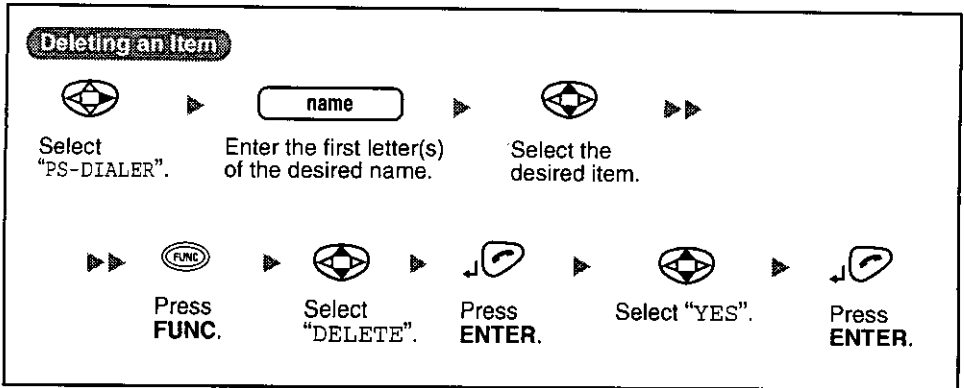 Deleting an Item
name
Select
"PS-DIALER".
Enter the first letter(s)
of the desired name.
Select the
desired item.
FUNC
Press
FUNC.
Select
"DELETE".
Press
ENTER.
Select "YES".
Press
ENTER.